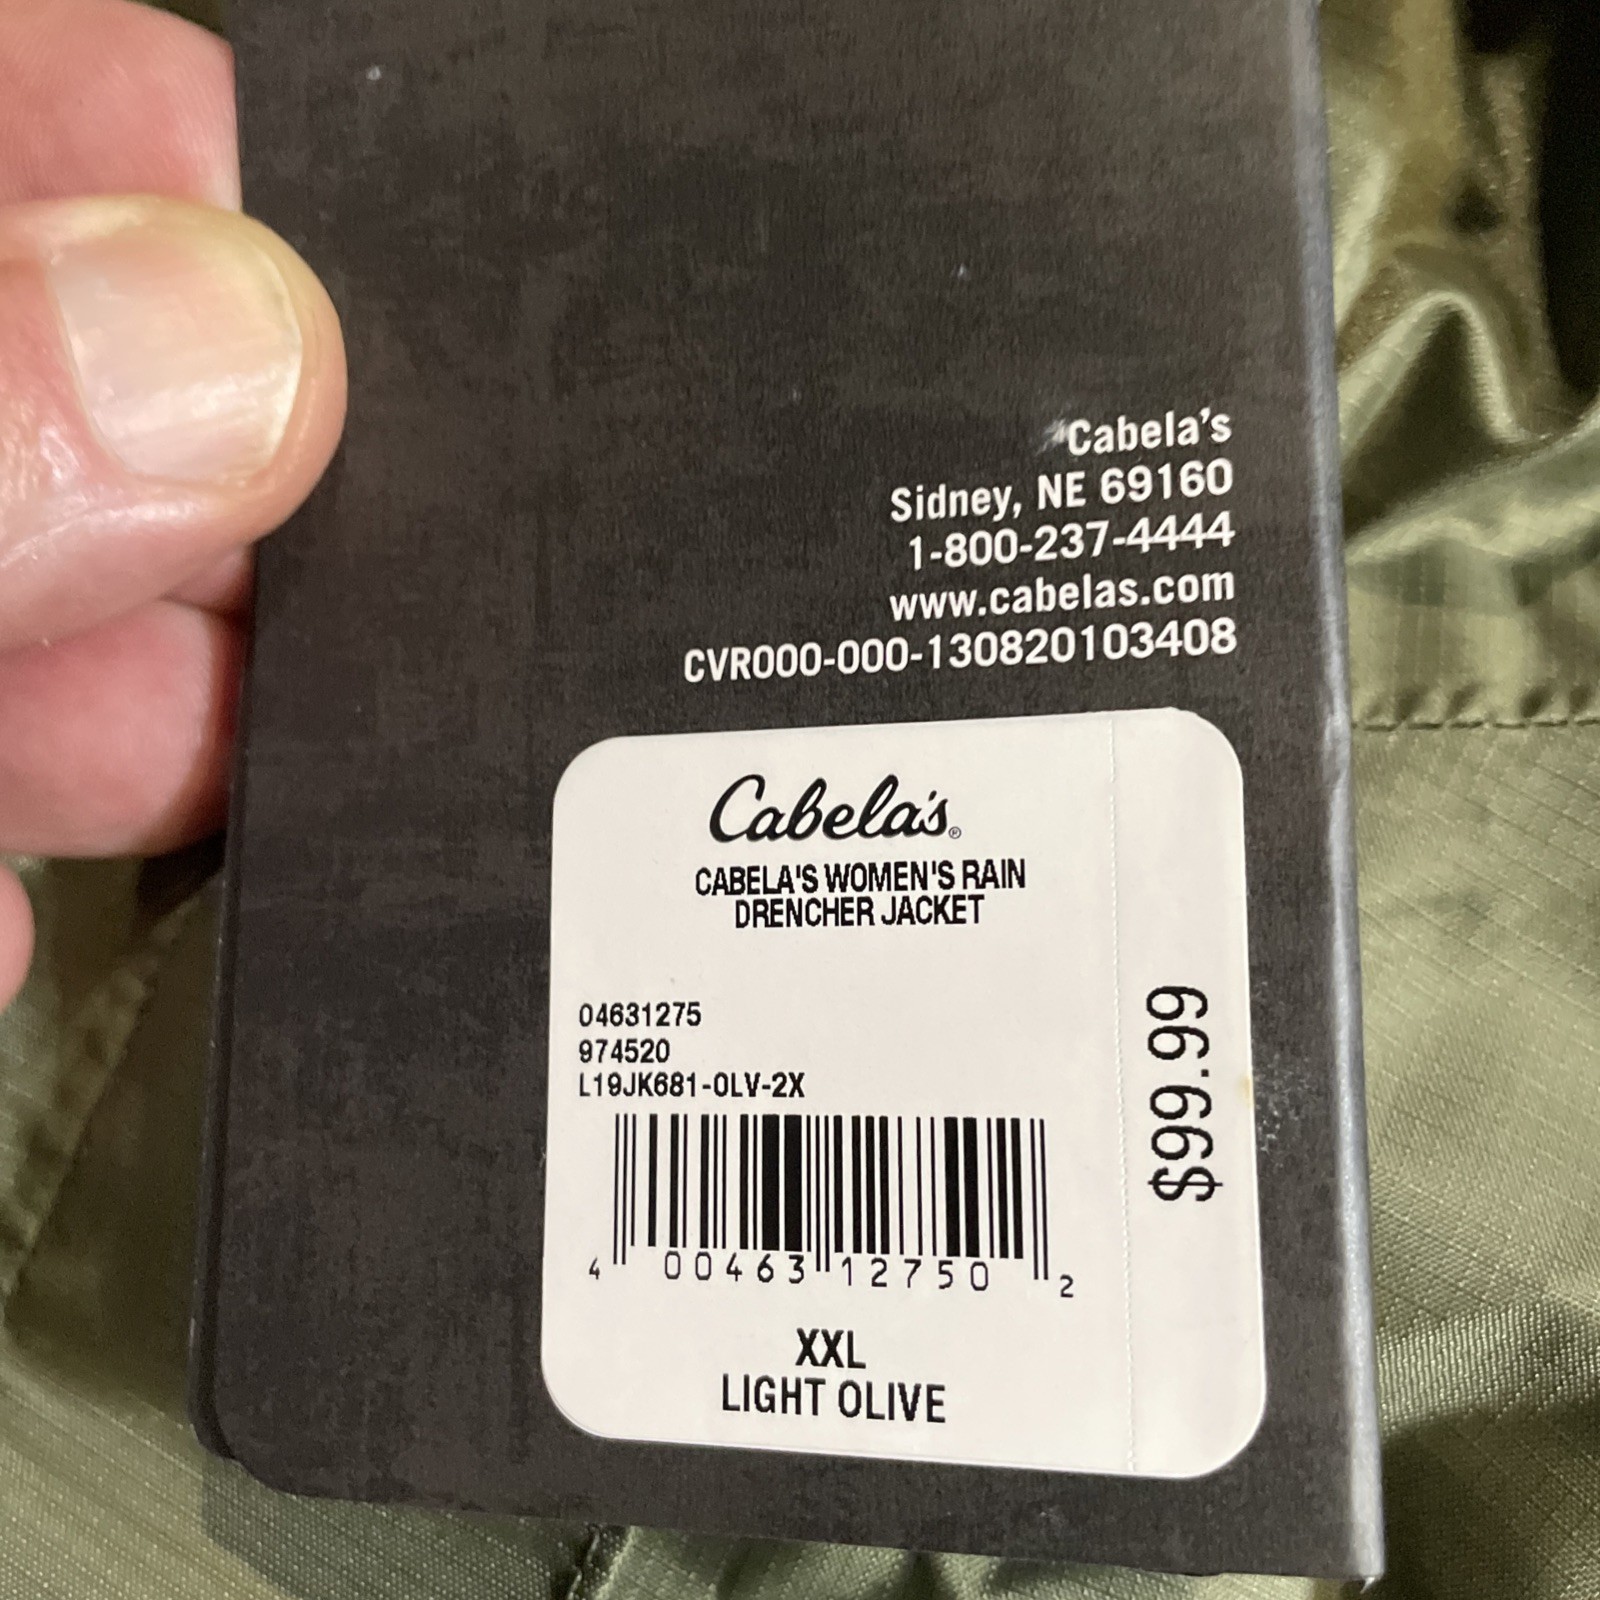 Cabela's
Sidney, NE 69160
1-800-237-4444
www.cabelas.com
CVR000-000-130820103408
Cabela's®
CABELA'S WOMEN'S RAIN
DRENCHER JACKET
04631275
974520
L19JK681-OLV-2X
4 00463 12750 2
XXL
LIGHT OLIVE
$69.99